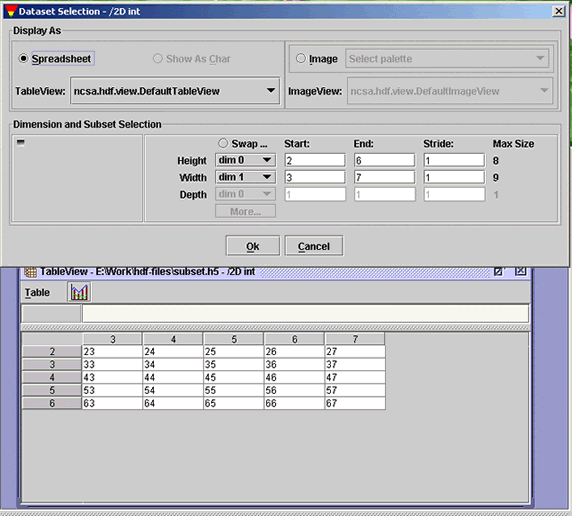 Dataset Selection - /2D int
Display As
Spreadsheet Show As Char Image Select palette
TableView: ncsa.hdf.view.DefaultTableView ImageView: ncsa.hdf.view.DefaultImageView
Dimension and Subset Selection
Swap ... Start: End: Stride: Max Size
Height dim 0 2 6 1 8
Width dim 1 3 7 1 9
Depth dim 0 1 1 1 1
More...
Ok Cancel
TableView - E:\Work\hdf-files\subset.h5 - /2D int
Table
3 4 5 6 7
2 23 24 25 26 27
3 33 34 35 36 37
4 43 44 45 46 47
5 53 54 55 56 57
6 63 64 65 66 67